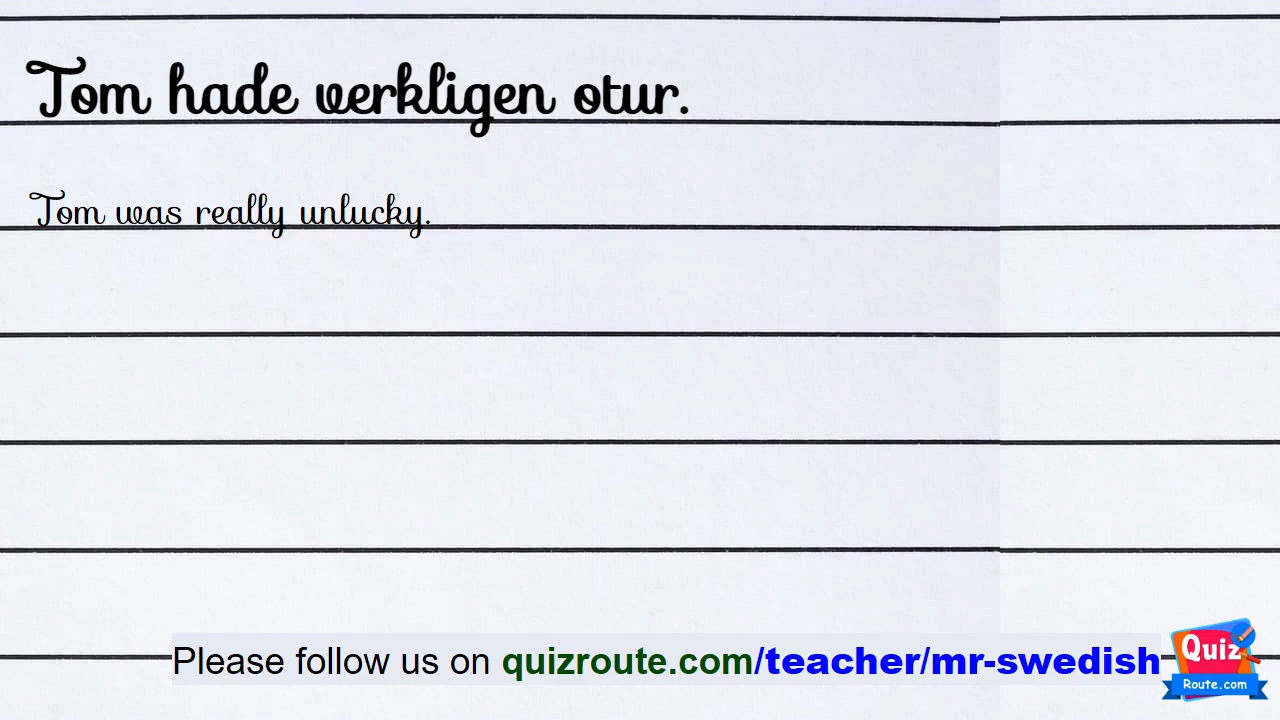 Tom hade verkligen otur.
Tom was really unlucky.
Please follow us on quizroute.com/teacher/mr-swedish
Quiz
Route.com